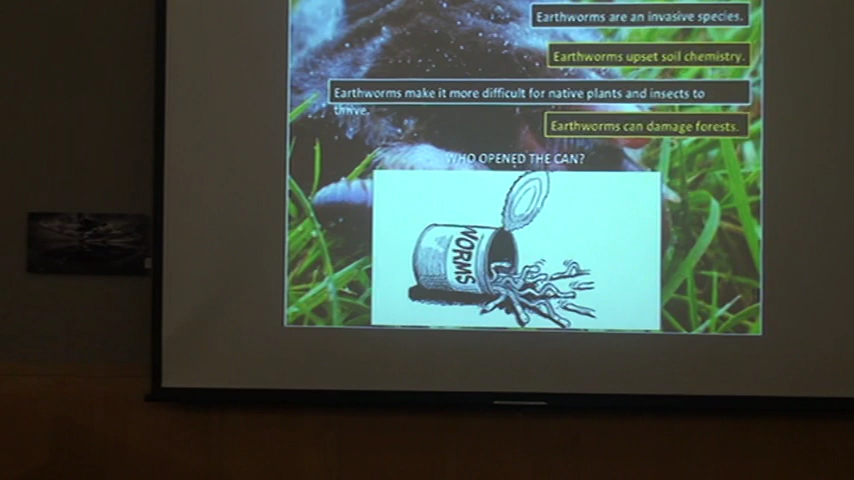 Earthworms are an invasive species.
Earthworms upset soil chemistry.
Earthworms make it more difficult for native plants and insects to
thrive.
Earthworms can damage forests.
WHO OPENED THE CAN?
WORMS